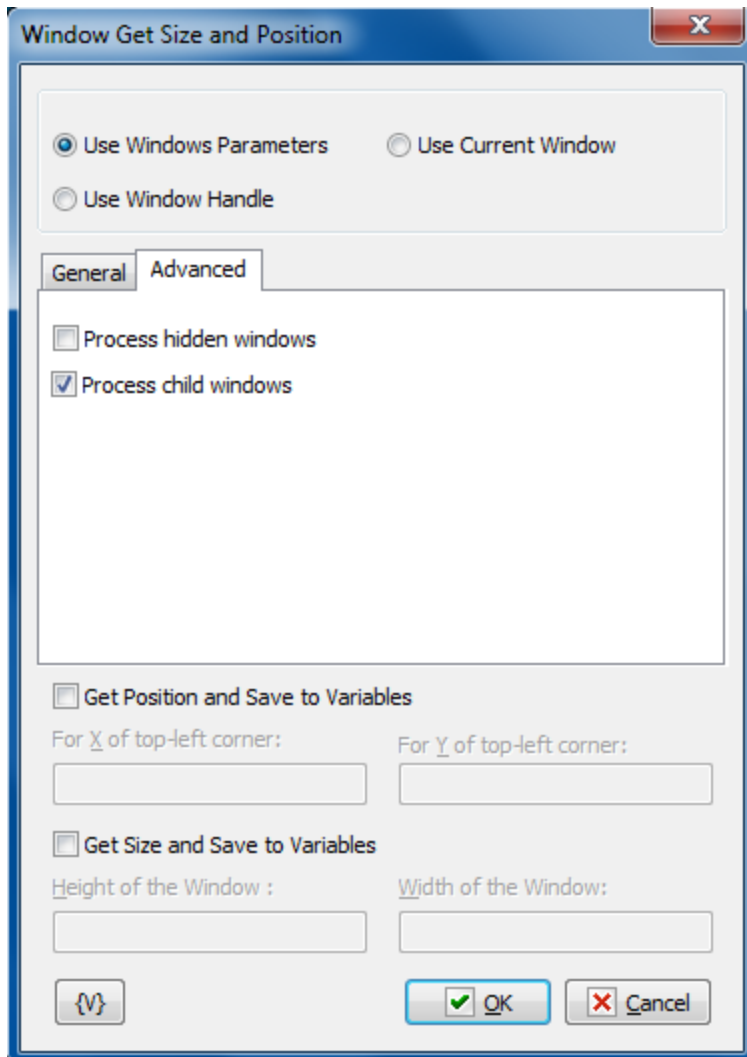 Window Get Size and Position
Use Windows Parameters Use Current Window
Use Window Handle
General Advanced
Process hidden windows
Process child windows
Get Position and Save to Variables
For X of top-left corner: For Y of top-left corner:
Get Size and Save to Variables
Height of the Window : Width of the Window:
{V} OK Cancel